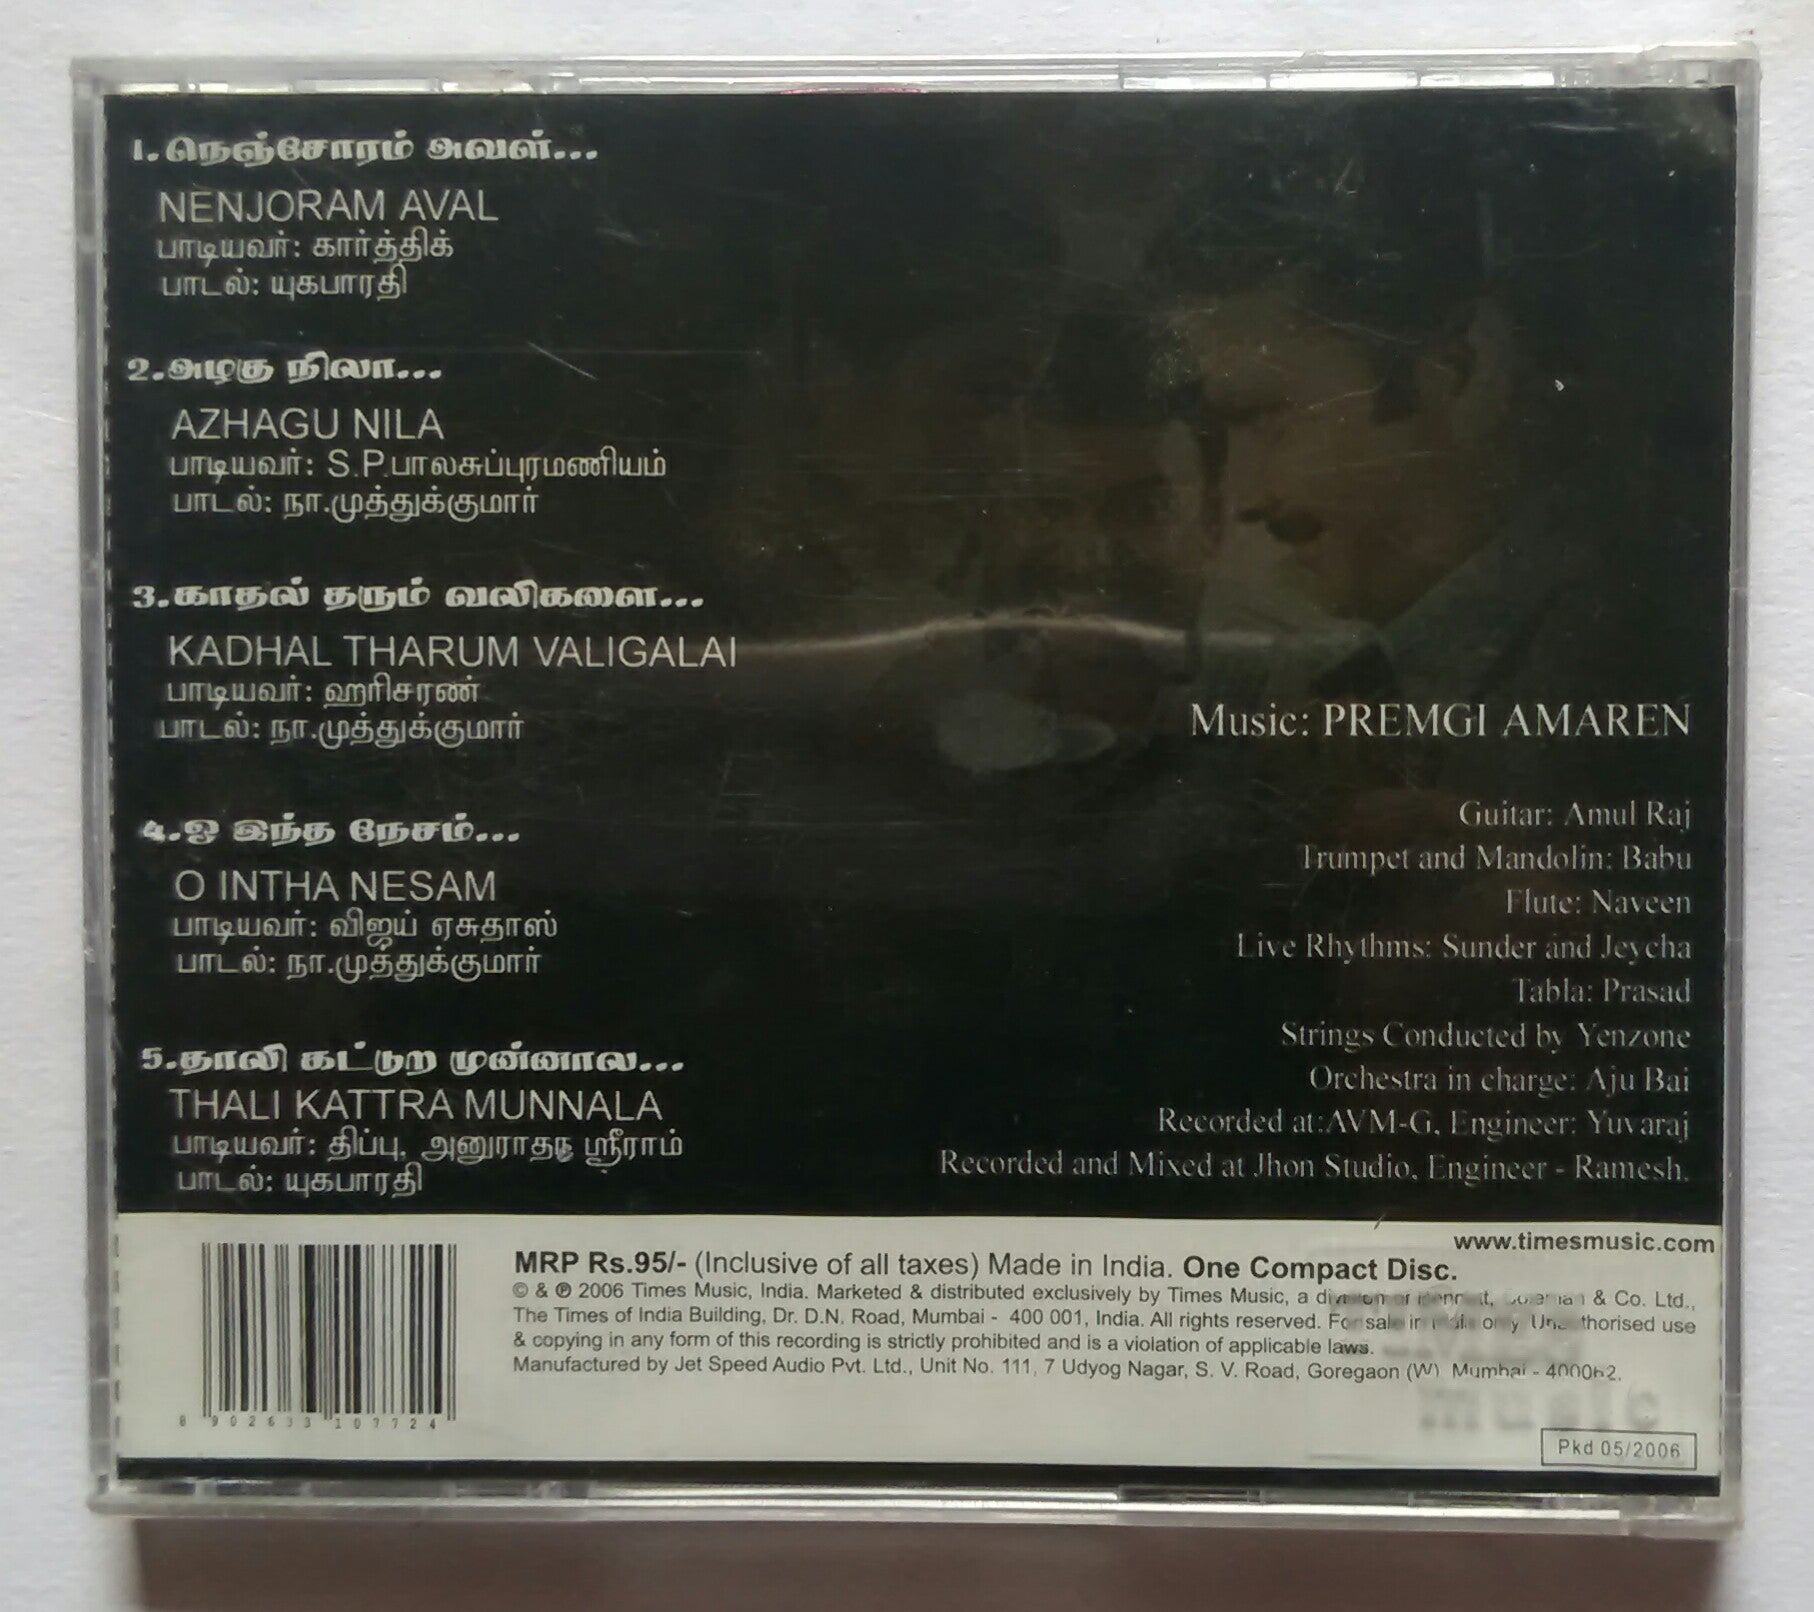 1.நெஞ்சோரம் அவள்...
NENJORAM AVAL
பாடியவர்: கார்த்திக்
பாடல்: யுகபாரதி
2.அழகு நிலா...
AZHAGU NILA
பாடியவர்: S.P.பாலசுப்புரமணியம்
பாடல்: நா.முத்துக்குமார்
3.காதல் தரும் வலிகளை...
KADHAL THARUM VALIGALAI
பாடியவர்: ஹரிசரண்
பாடல்: நா.முத்துக்குமார்
4.ஒ இந்த நேசம்...
O INTHA NESAM
பாடியவர்: விஜய் ஏசுதாஸ்
பாடல்: நா.முத்துக்குமார்
5.தாலி கட்டுற முன்னால...
THALI KATTRA MUNNALA
பாடியவர்: திப்பு, அனுராதா ஸ்ரீராம்
பாடல்: யுகபாரதி
Music: PREMGI AMAREN
Guitar: Amul Raj
Trumpet and Mandolin: Babu
Flute: Naveen
Live Rhythms: Sunder and Jeycha
Tabla: Prasad
Strings Conducted by Yenzone
Orchestra in charge: Aju Bai
Recorded at:AVM-G, Engineer: Yuvaraj
Recorded and Mixed at Jhon Studio, Engineer - Ramesh.
www.timesmusic.com
MRP Rs.95/- (Inclusive of all taxes) Made in India. One Compact Disc.
© & ℗ 2006 Times Music, India. Marketed & distributed exclusively by Times Music, a division of & Co. Ltd.,
The Times of India Building, Dr. D.N. Road, Mumbai - 400 001, India. All rights reserved. For sale in India only. Unauthorised use
& copying in any form of this recording is strictly prohibited and is a violation of applicable laws.
Manufactured by Jet Speed Audio Pvt. Ltd., Unit No. 111, 7 Udyog Nagar, S. V. Road, Goregaon (W) Mumbai - 400062.
8 902633 107724
music
Pkd 05/2006